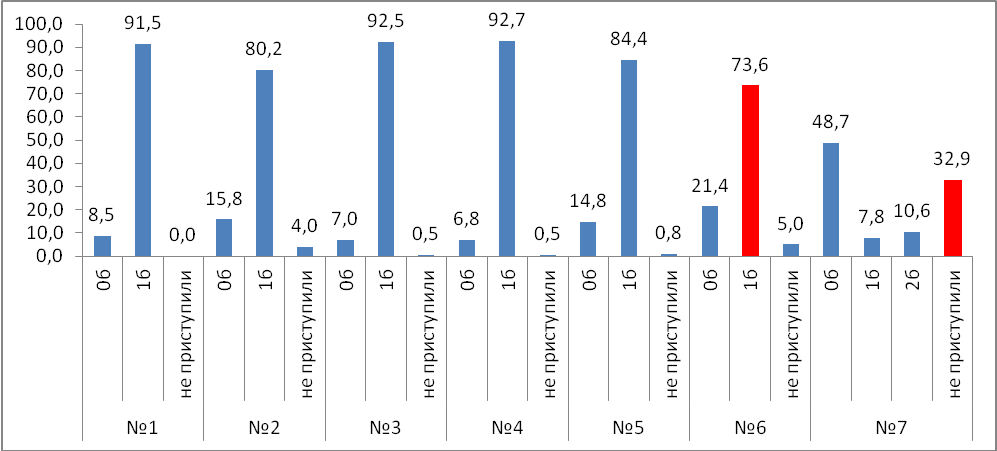 100,0
90,0
80,0
70,0
60,0
50,0
40,0
30,0
20,0
10,0
0,0
8,5
91,5
0,0
15,8
80,2
4,0
7,0
92,5
0,5
6,8
92,7
0,5
14,8
84,4
0,8
21,4
73,6
5,0
48,7
7,8
10,6
32,9
0б
1б
не приступили
0б
1б
не приступили
0б
1б
не приступили
0б
1б
не приступили
0б
1б
не приступили
0б
1б
не приступили
0б
1б
2б
не приступили
№1
№2
№3
№4
№5
№6
№7